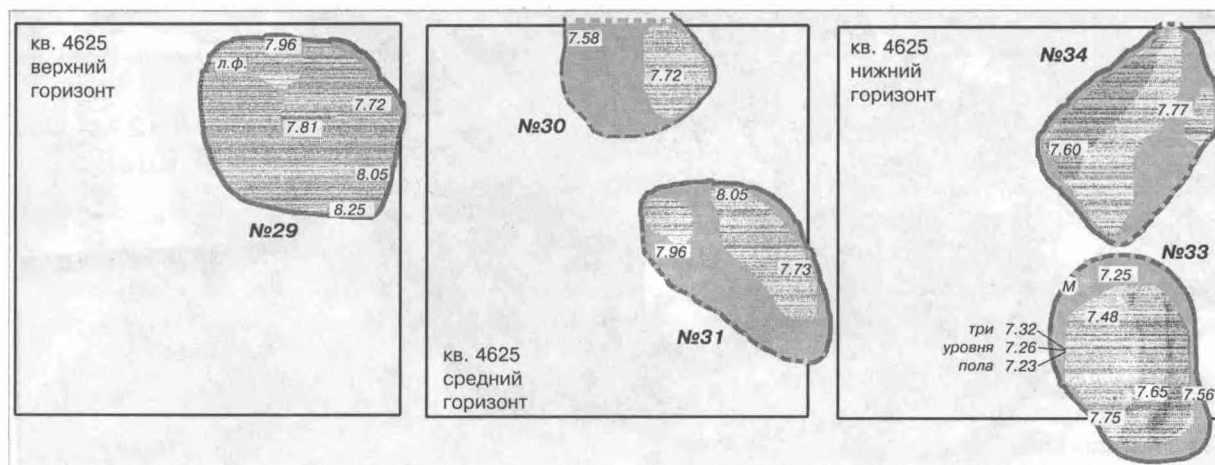 кв. 4625
верхний
горизонт
7.96
л.ф.
7.72
7.81
8.05
8.25
№29
7.58
7.72
№30
8.05
7.96
7.73
№31
кв. 4625
средний
горизонт
кв. 4625
нижний
горизонт
№34
7.77
7.60
№33
7.25
М
7.48
три 7.32
уровня 7.26
пола 7.23
7.65
7.56
7.75